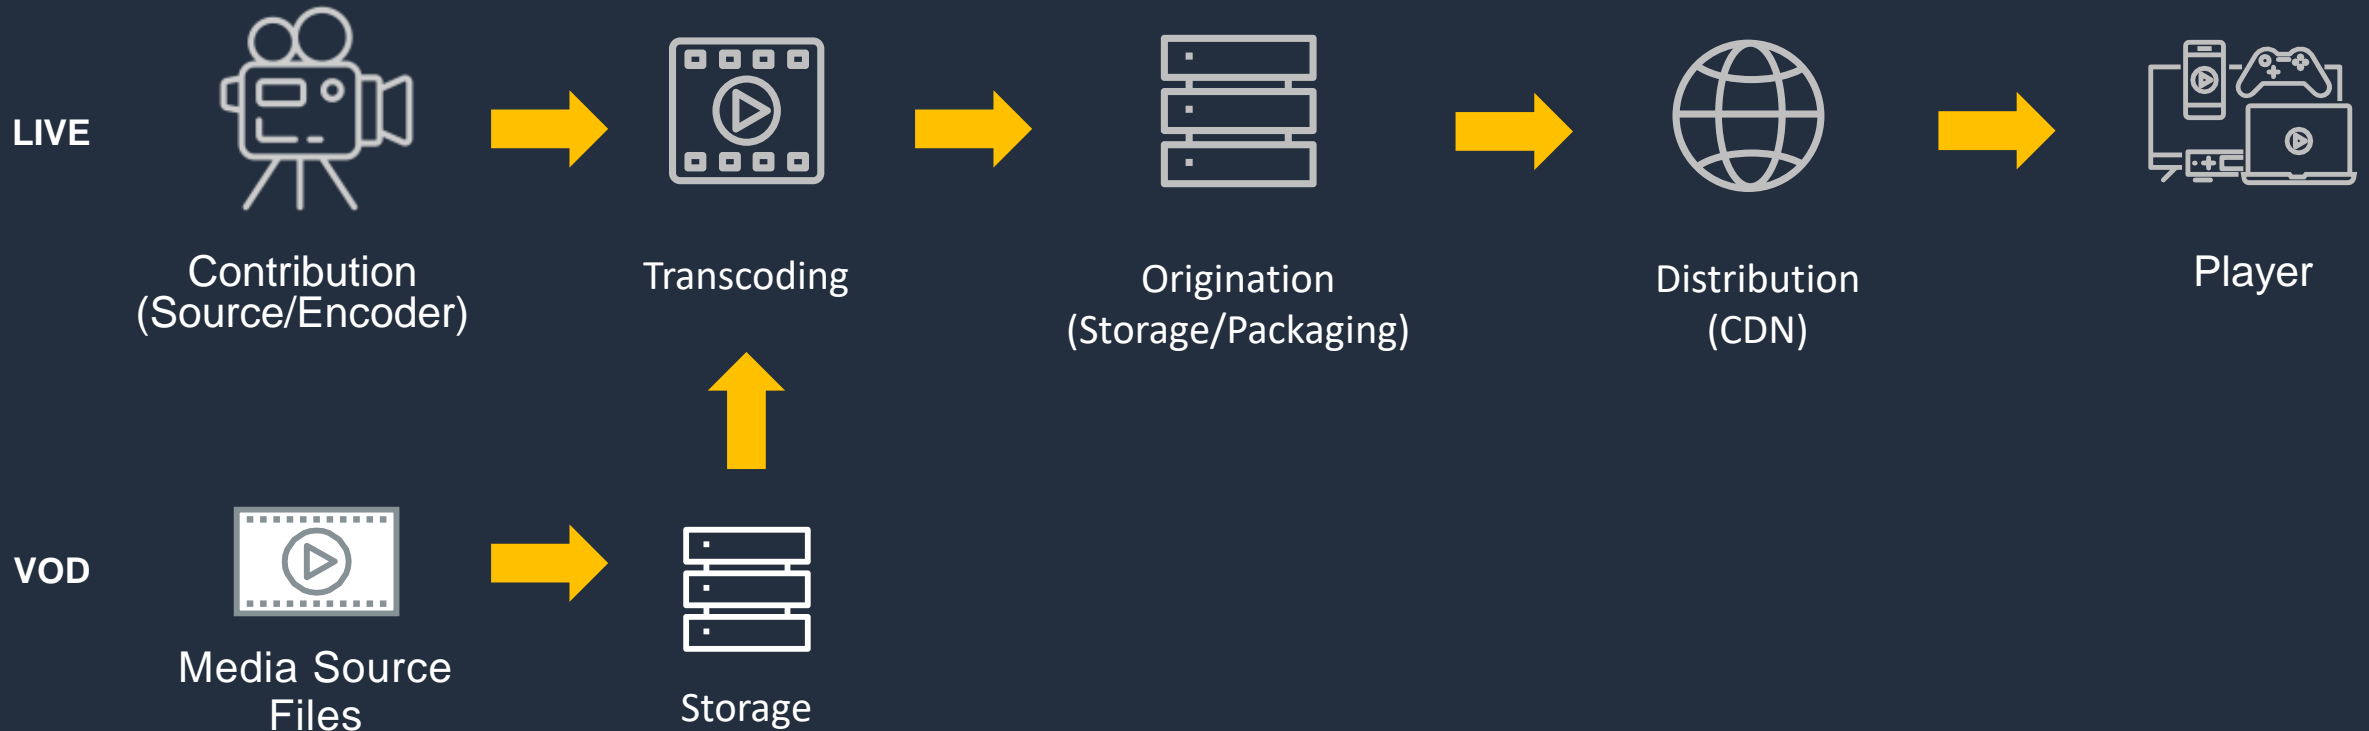 LIVE
Contribution
(Source/Encoder)
Transcoding
Origination
(Storage/Packaging)
Distribution
(CDN)
Player
VOD
Media Source
Files
Storage